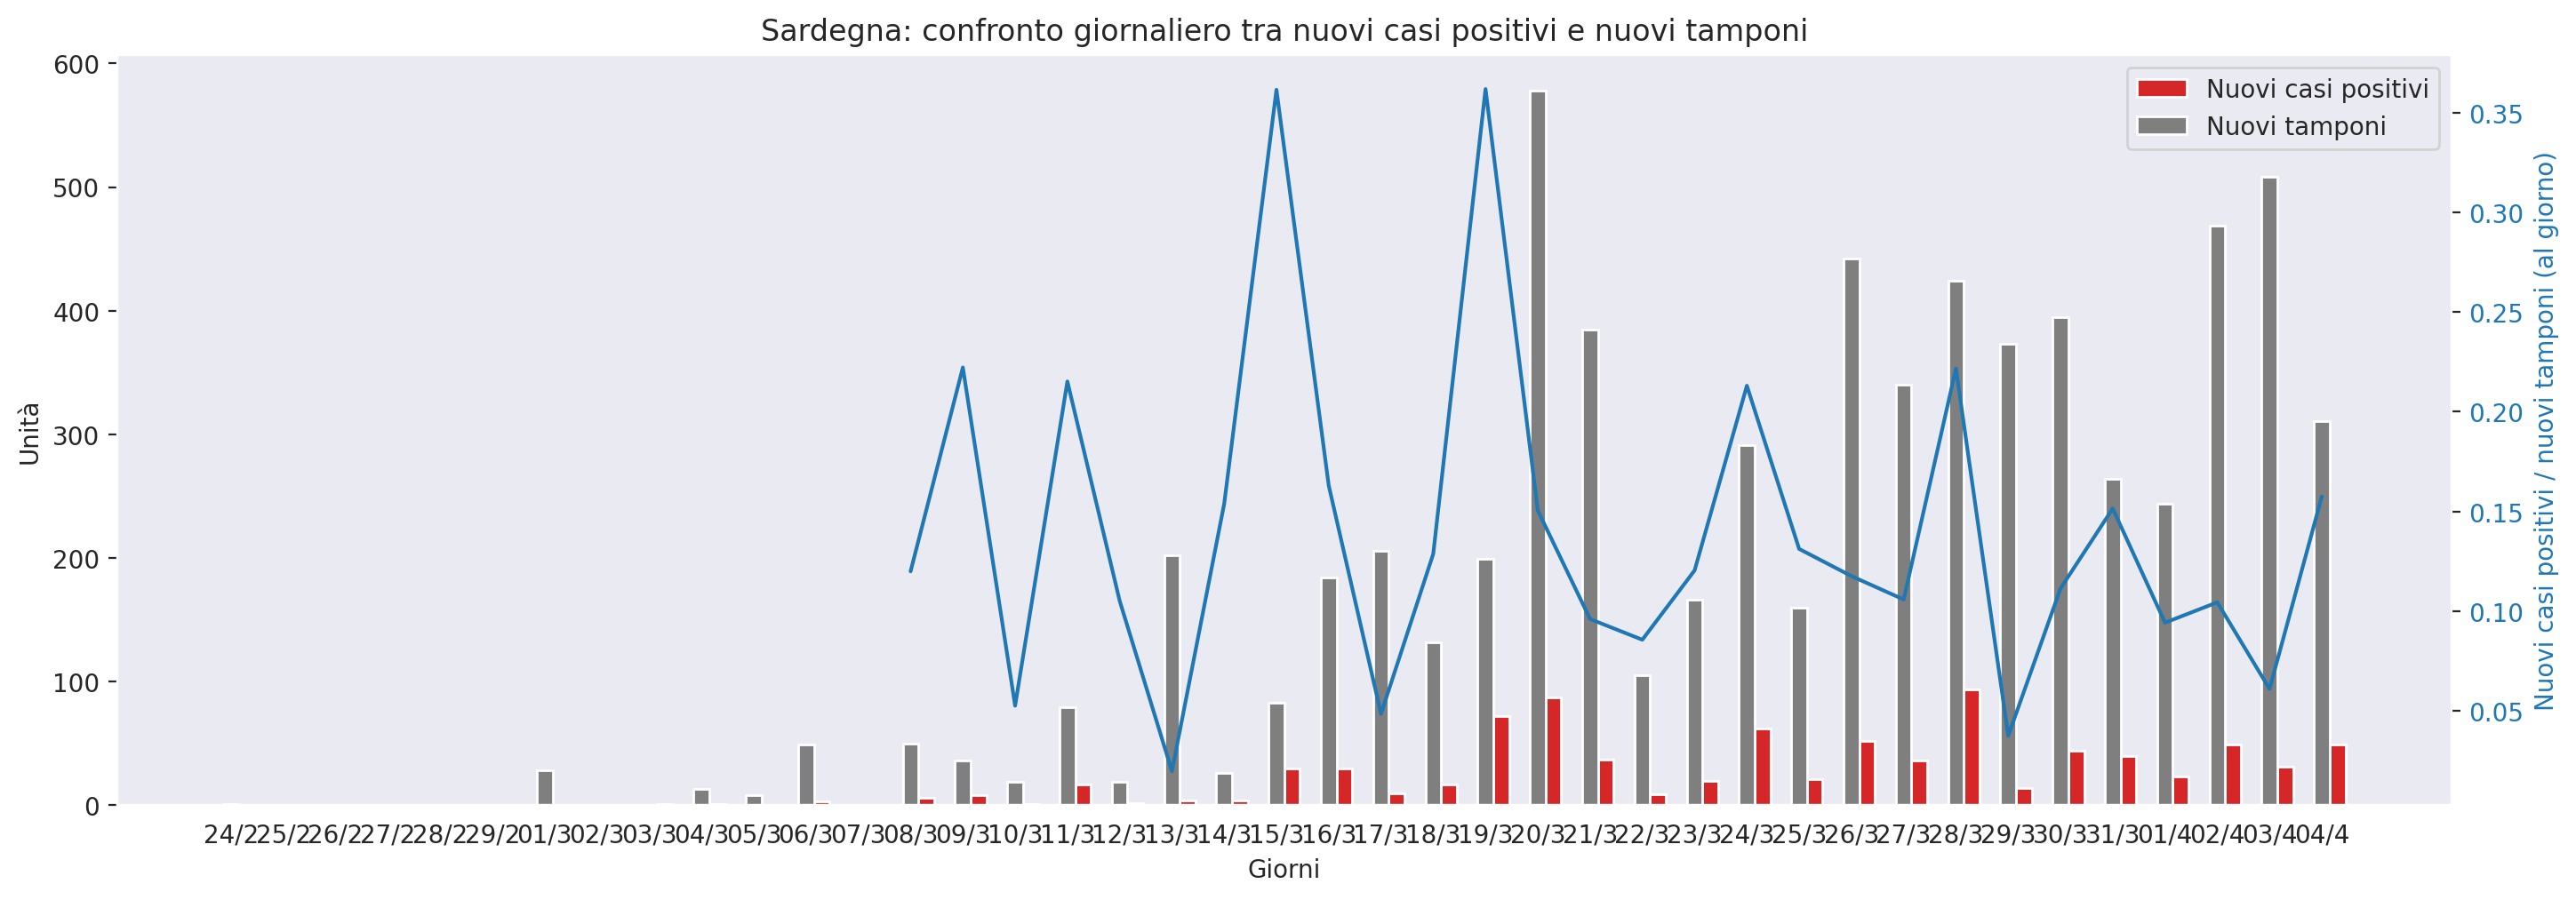 Sardegna: confronto giornaliero tra nuovi casi positivi e nuovi tamponi
600
500
400
300
200
100
0
Unità
Nuovi casi positivi
Nuovi tamponi
0.35
0.30
0.25
0.20
0.15
0.10
0.05
Nuovi casi positivi / nuovi tamponi (al giorno)
24/2 25/2 26/2 27/2 28/2 29/2 01/3 02/3 03/3 04/3 05/3 06/3 07/3 08/3 09/3 10/3 11/3 12/3 13/3 14/3 15/3 16/3 17/3 18/3 19/3 20/3 21/3 22/3 23/3 24/3 25/3 26/3 27/3 28/3 29/3 30/3 31/3 01/4 02/4 03/4 04/4
Giorni